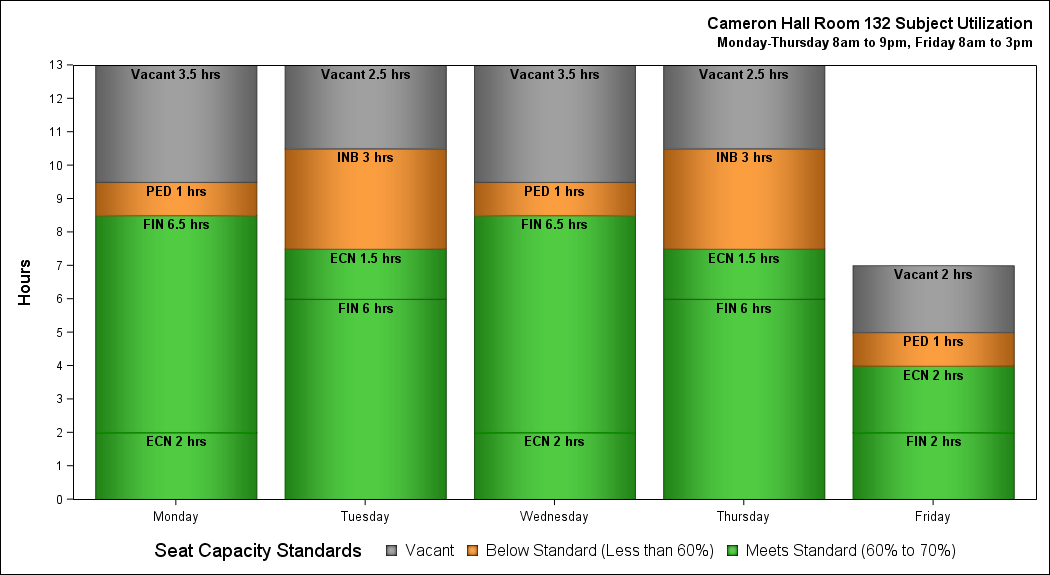 Cameron Hall Room 132 Subject Utilization
Monday-Thursday 8am to 9pm, Friday 8am to 3pm
Hours
13
12
11
10
9
8
7
6
5
4
3
2
1
0
Vacant 3.5 hrs
PED 1 hrs
FIN 6.5 hrs
ECN 2 hrs
Vacant 2.5 hrs
INB 3 hrs
ECN 1.5 hrs
FIN 6 hrs
Vacant 3.5 hrs
PED 1 hrs
FIN 6.5 hrs
ECN 2 hrs
Vacant 2.5 hrs
INB 3 hrs
ECN 1.5 hrs
FIN 6 hrs
Vacant 2 hrs
PED 1 hrs
ECN 2 hrs
FIN 2 hrs
Monday Tuesday Wednesday Thursday Friday
Seat Capacity Standards Vacant Below Standard (Less than 60%) Meets Standard (60% to 70%)